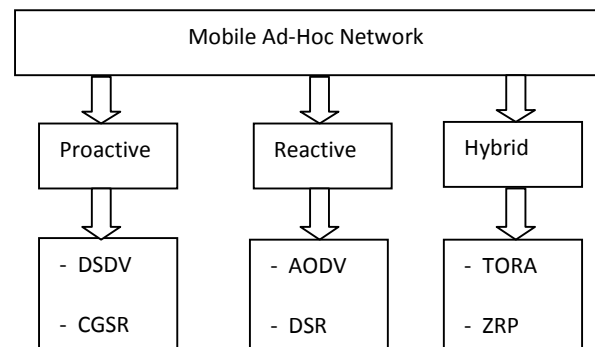 Mobile Ad-Hoc Network
Proactive
Reactive
Hybrid
- DSDV
- CGSR
- AODV
- DSR
- TORA
- ZRP